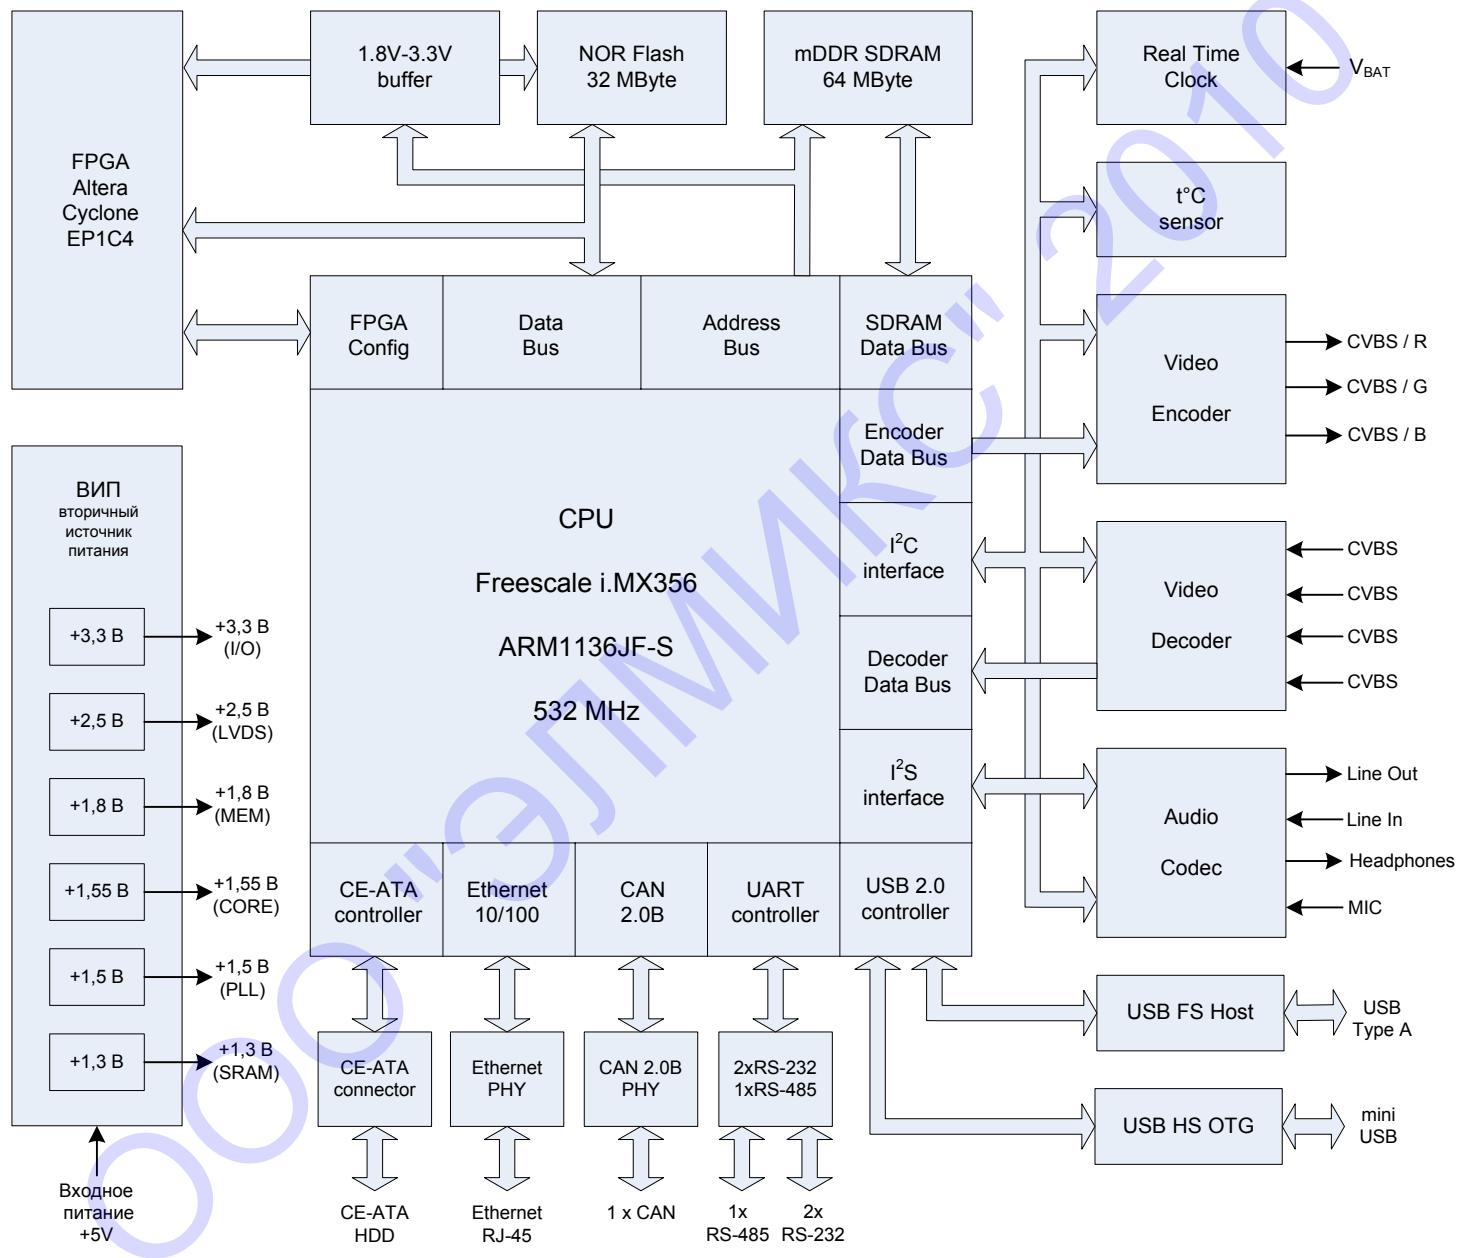 1.8V-3.3V
buffer
NOR Flash
32 MByte
mDDR SDRAM
64 MByte
Real Time
Clock
VBAT
FPGA
Altera
Cyclone
EP1C4
t°C
sensor
FPGA
Config
Data
Bus
Address
Bus
SDRAM
Data Bus
Video
Encoder
CVBS / R
CVBS / G
CVBS / B
Encoder
Data Bus
ВИП
вторичный
источник
питания
CPU
Freescale i.MX356
ARM1136JF-S
532 MHz
I²C
interface
Video
Decoder
CVBS
CVBS
CVBS
CVBS
Decoder
Data Bus
+3,3 В
+3,3 В
(I/O)
+2,5 В
+2,5 В
(LVDS)
+1,8 В
+1,8 В
(MEM)
+1,55 В
+1,55 В
(CORE)
+1,5 В
+1,5 В
(PLL)
+1,3 В
+1,3 В
(SRAM)
I²S
interface
Audio
Codec
Line Out
Line In
Headphones
MIC
CE-ATA
controller
Ethernet
10/100
CAN
2.0B
UART
controller
USB 2.0
controller
USB FS Host
USB
Type A
CE-ATA
connector
Ethernet
PHY
CAN 2.0B
PHY
2xRS-232
1xRS-485
USB HS OTG
mini
USB
Входное
питание
+5V
CE-ATA
HDD
Ethernet
RJ-45
1 x CAN
1x
RS-485
2x
RS-232
ООО "ЭЛМИКС" 2010